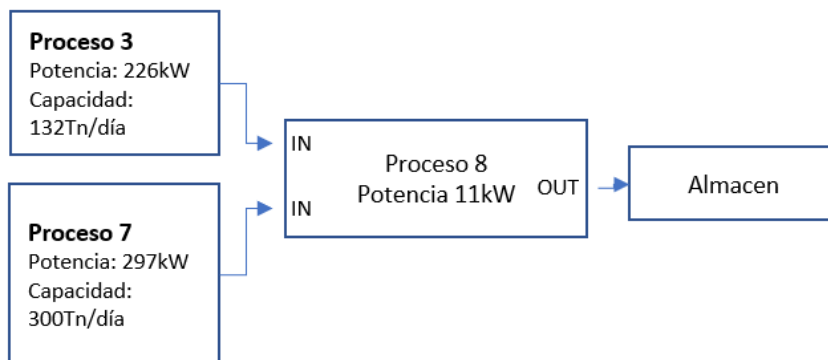 Proceso 3
Potencia: 226kW
Capacidad:
132Tn/día
IN
Proceso 8
IN
Potencia 11kW
OUT
Almacen
Proceso 7
Potencia: 297kW
Capacidad:
300Tn/día